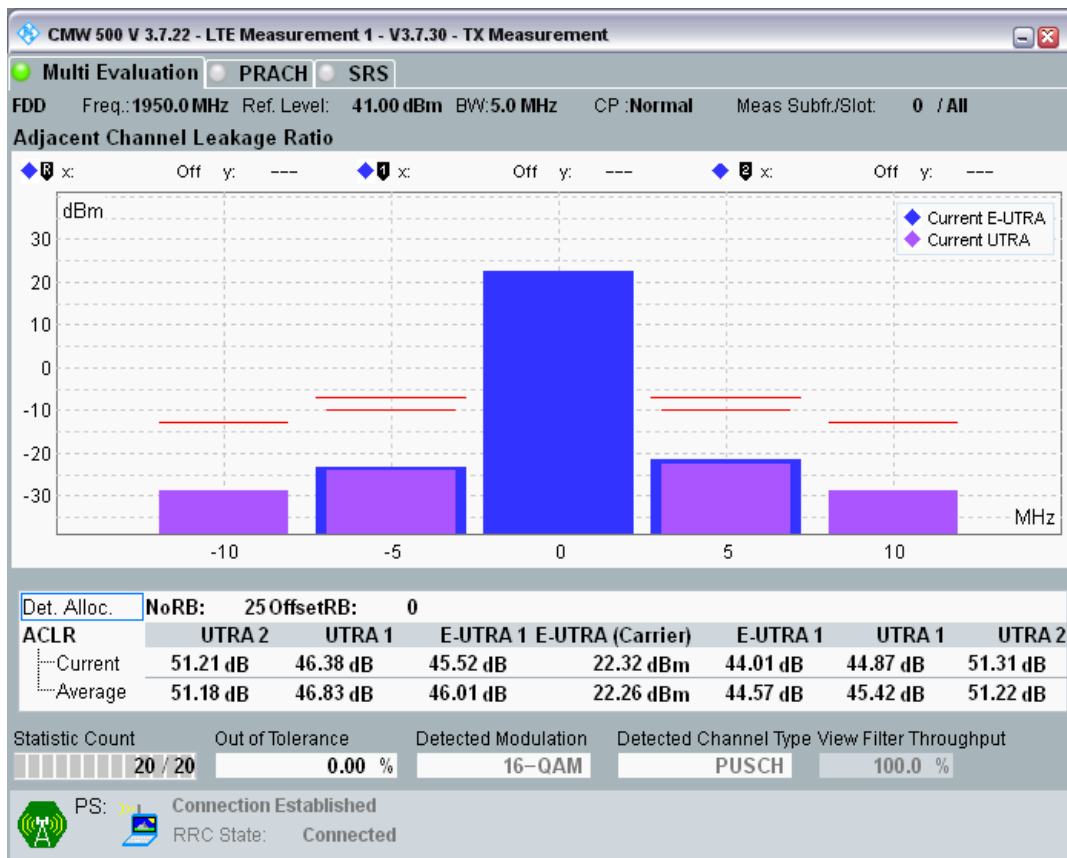 CMW 500 V 3.7.22 - LTE Measurement 1 - V3.7.30 - TX Measurement
Multi Evaluation PRACH SRS
FDD Freq.: 1950.0 MHz Ref. Level: 41.00 dBm BW: 5.0 MHz CP : Normal Meas Subfr./Slot: 0 / All
Adjacent Channel Leakage Ratio
R x: Off y: --- 1 x: Off y: --- 2 x: Off y: ---
dBm
Current E-UTRA
Current UTRA
30
20
10
0
-10
-20
-30
MHz
-10 -5 0 5 10
Det. Alloc. NoRB: 25 OffsetRB: 0
ACLR UTRA 2 UTRA 1 E-UTRA 1 E-UTRA (Carrier) E-UTRA 1 UTRA 1 UTRA 2
Current 51.21 dB 46.38 dB 45.52 dB 22.32 dBm 44.01 dB 44.87 dB 51.31 dB
Average 51.18 dB 46.83 dB 46.01 dB 22.26 dBm 44.57 dB 45.42 dB 51.22 dB
Statistic Count Out of Tolerance Detected Modulation Detected Channel Type View Filter Throughput
20 / 20 0.00 % 16-QAM PUSCH 100.0 %
PS: Connection Established
RRC State: Connected